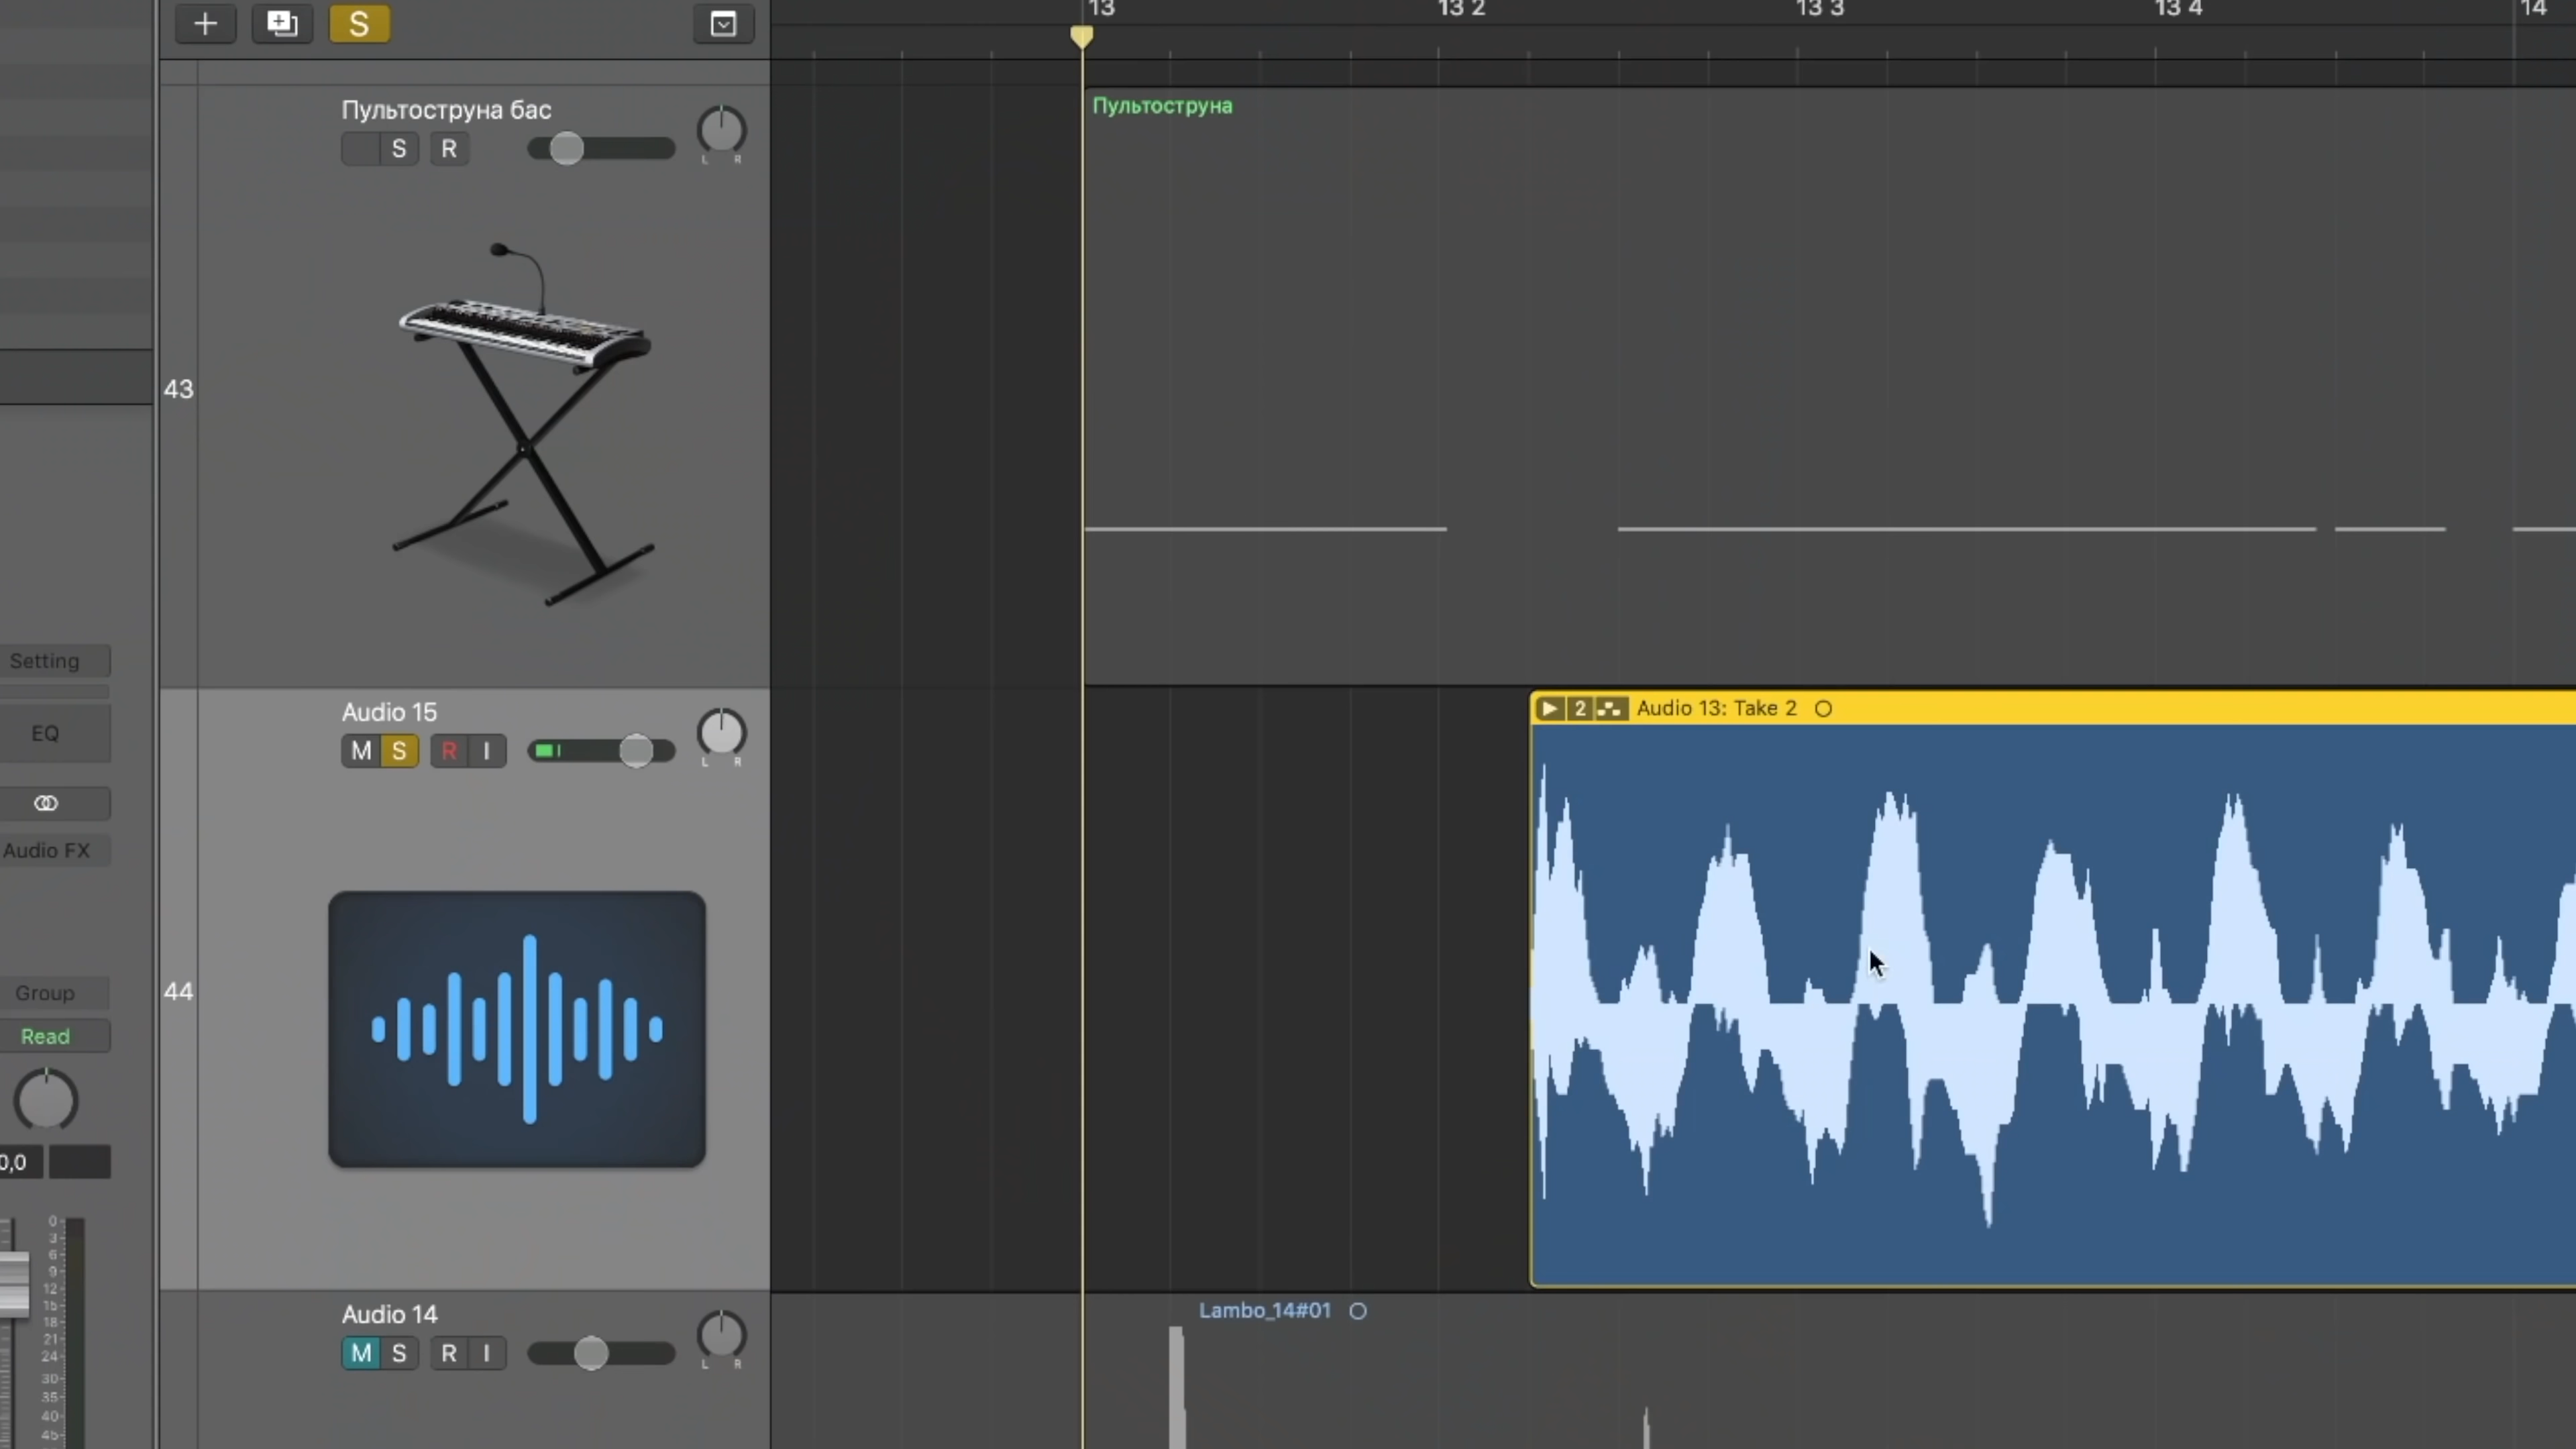 S
13
13 2
13 3
13 4
14
Пультоструна бас
S R
L R
Пультоструна
43
Setting
EQ
Audio 15
M S R I
L R
2 Audio 13: Take 2
Audio FX
44
Group
Read
0,0
0
3
6
9
12
15
18
21
24
30
35
40
45
Audio 14
M S R I
L R
Lambo_14#01